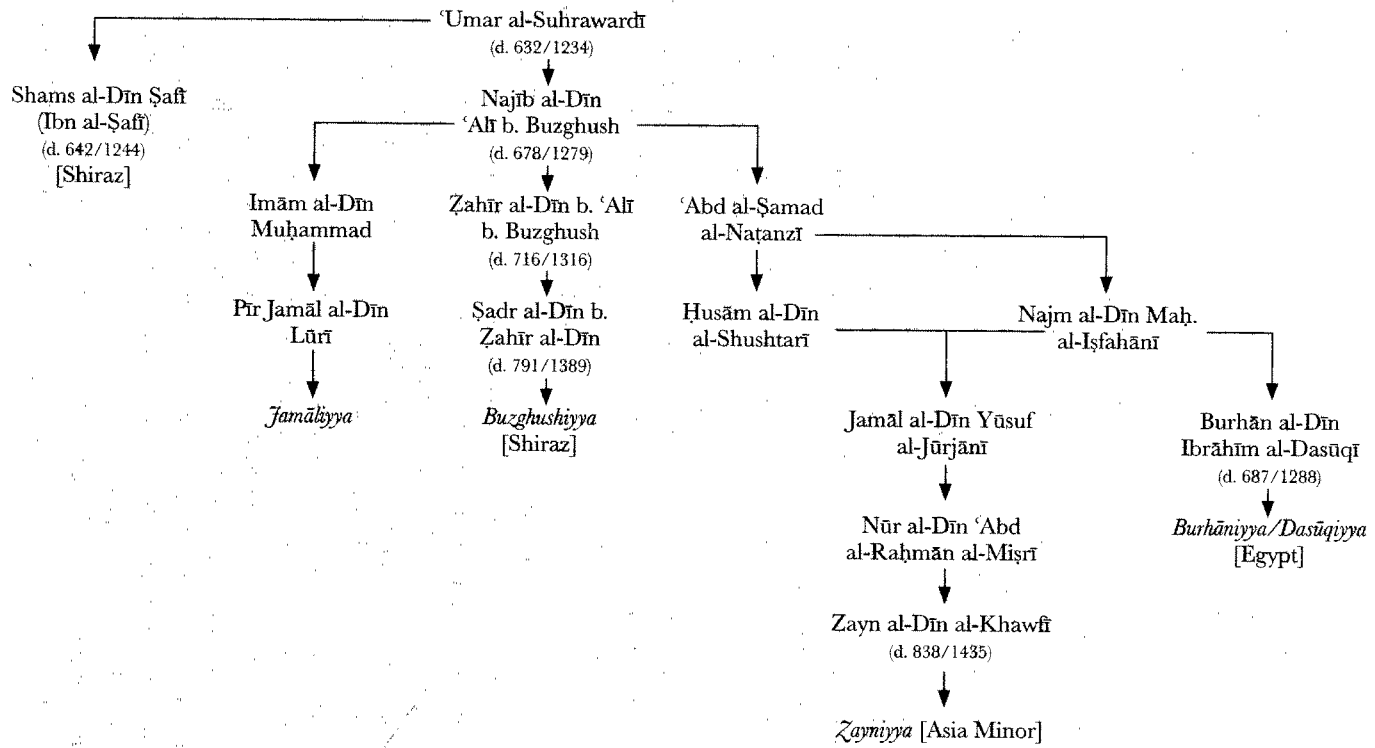 ʿUmar al-Suhrawardī
(d. 632/1234)
Shams al-Dīn Ṣafī
(Ibn al-Ṣafī)
(d. 642/1244)
[Shiraz]
Najīb al-Dīn
ʿAlī b. Buzghush
(d. 678/1279)
Imām al-Dīn
Muḥammad
Ẓahīr al-Dīn b. ʿAlī
b. Buzghush
(d. 716/1316)
ʿAbd al-Ṣamad
al-Naṭanzī
Pīr Jamāl al-Dīn
Lūrī
Ṣadr al-Dīn b.
Ẓahīr al-Dīn
(d. 791/1389)
Ḥusām al-Dīn
al-Shushtarī
Najm al-Dīn Maḥ.
al-Iṣfahānī
Jamāliyya
Buzghushiyya
[Shiraz]
Jamāl al-Dīn Yūsuf
al-Jūrjānī
Burhān al-Dīn
Ibrāhīm al-Dasūqī
(d. 687/1288)
Nūr al-Dīn ʿAbd
al-Raḥmān al-Miṣrī
Burhāniyya/Dasūqiyya
[Egypt]
Zayn al-Dīn al-Khawfī
(d. 838/1435)
Zayniyya [Asia Minor]